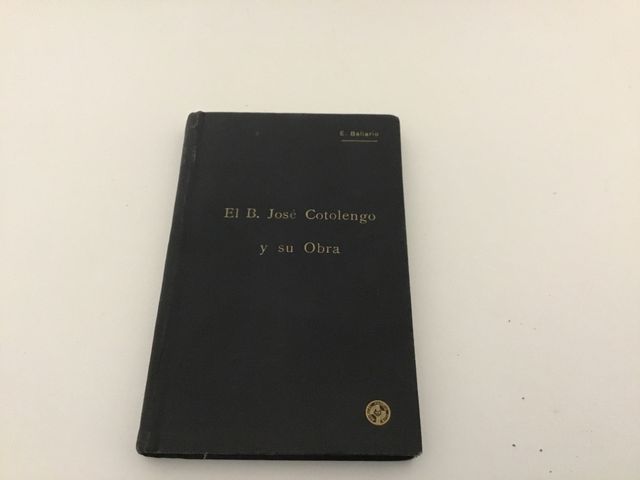 E. Ballario
El B. José Cotolengo
y su Obra